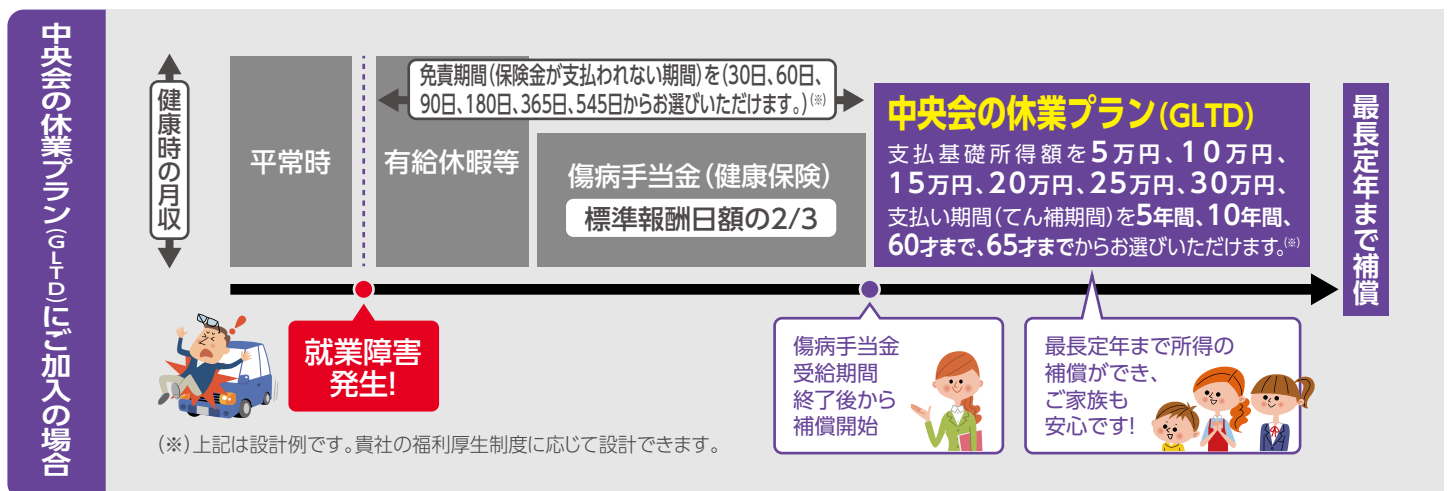 中央会の休業プラン(GLTD)にご加入の場合
健康時の月収
平常時
有給休暇等
免責期間(保険金が支払われない期間)を(30日、60日、
90日、180日、365日、545日からお選びいただけます。)(※)
傷病手当金(健康保険)
標準報酬日額の2/3
中央会の休業プラン(GLTD)
支払基礎所得額を5万円、10万円、
15万円、20万円、25万円、30万円、
支払い期間(てん補期間)を5年間、10年間、
60才まで、65才までからお選びいただけます。(※)
最長定年まで補償
就業障害
発生!
傷病手当金
受給期間
終了後から
補償開始
最長定年まで所得の
補償ができ、
ご家族も
安心です!
(※)上記は設計例です。貴社の福利厚生制度に応じて設計できます。